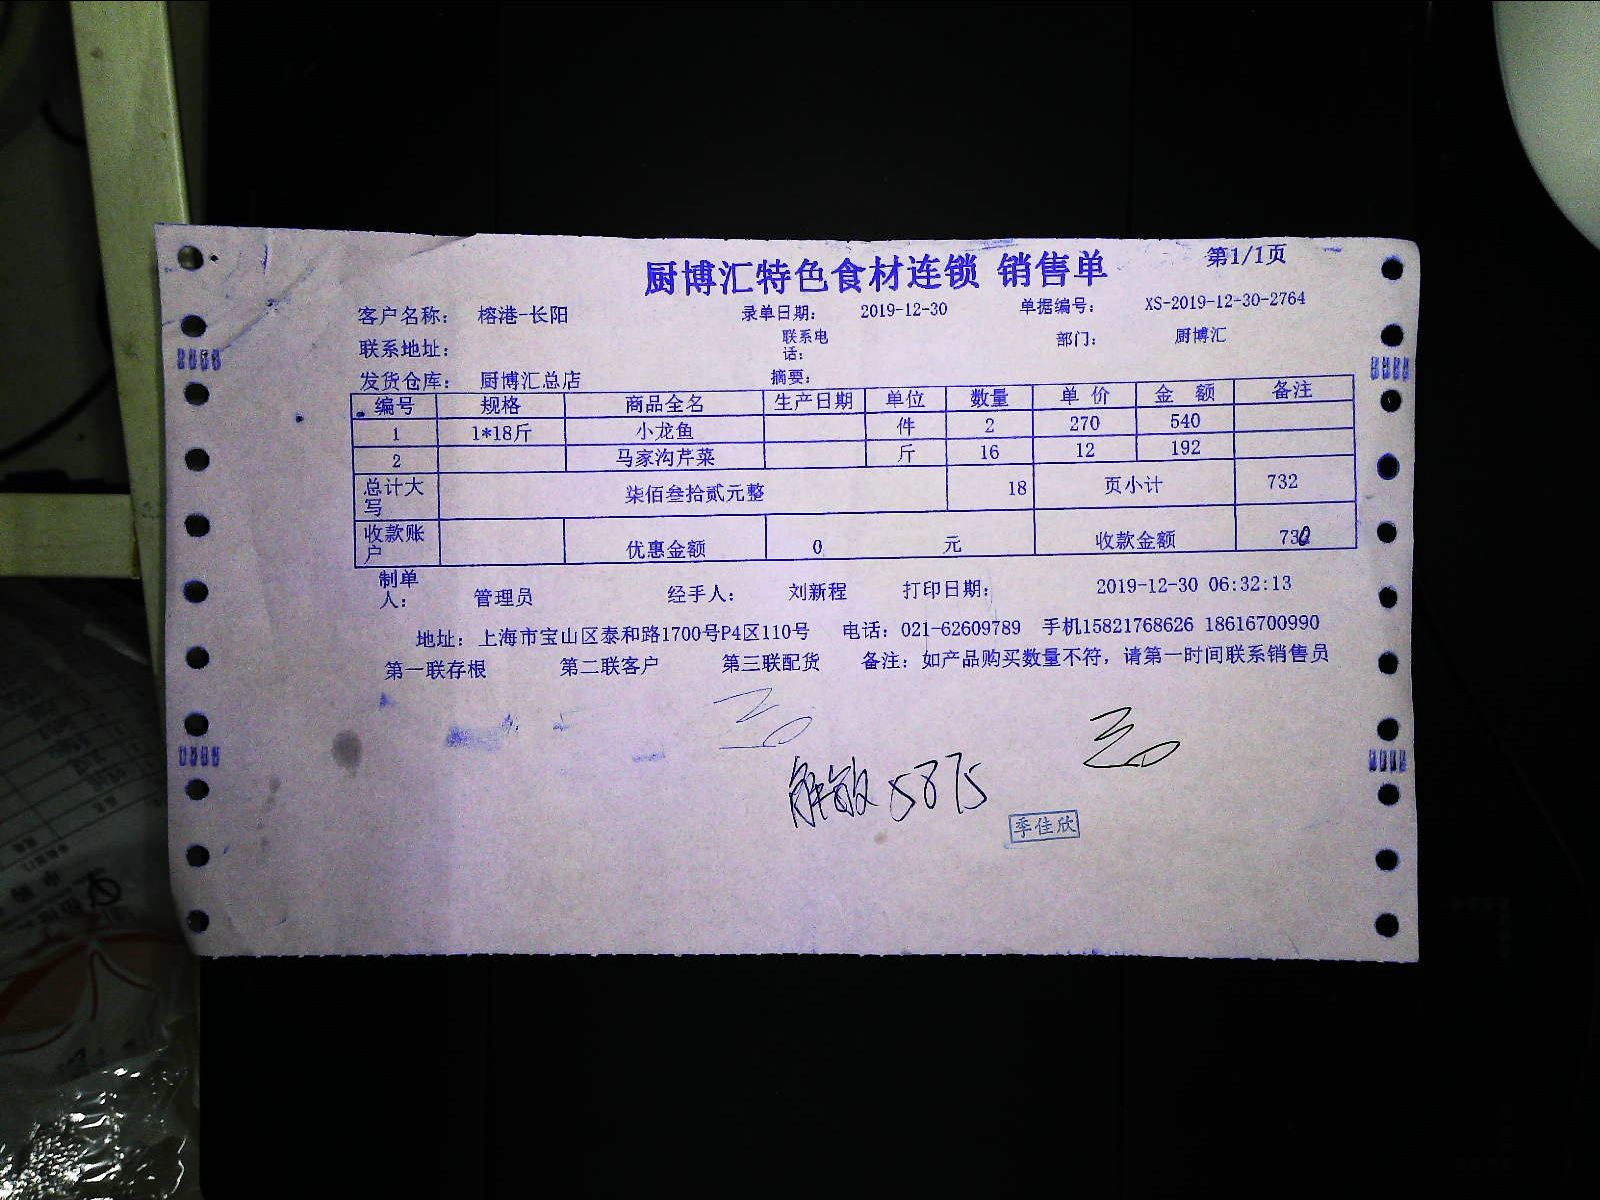 厨博汇特色食材连锁 销售单
第1/1页
客户名称： 榕港-长阳 录单日期： 2019-12-30 单据编号： XS-2019-12-30-2764
联系地址： 联系电话： 部门： 厨博汇
发货仓库： 厨博汇总店 摘要：
编号 规格 商品全名 生产日期 单位 数量 单价 金额 备注
1 1*18斤 小龙鱼 件 2 270 540
2 马家沟芹菜 斤 16 12 192
总计大写 柒佰叁拾贰元整 18 页小计 732
收款账户 优惠金额 0 元 收款金额 730
制单人： 管理员 经手人： 刘新程 打印日期： 2019-12-30 06:32:13
地址：上海市宝山区泰和路1700号P4区110号 电话：021-62609789 手机15821768626 18616700990
第一联存根 第二联客户 第三联配货 备注：如产品购买数量不符，请第一时间联系销售员
5875
季佳欣